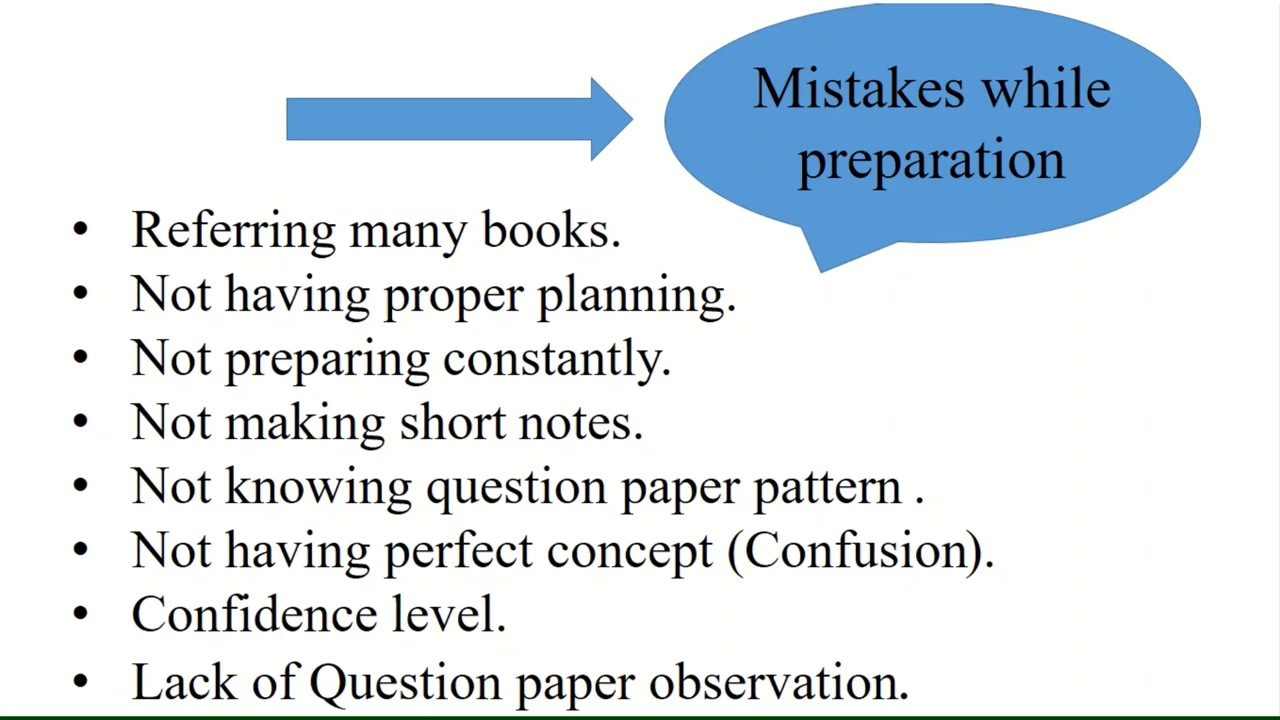 Mistakes while
preparation
• Referring many books.
• Not having proper planning.
• Not preparing constantly.
• Not making short notes.
• Not knowing question paper pattern .
• Not having perfect concept (Confusion).
• Confidence level.
• Lack of Question paper observation.